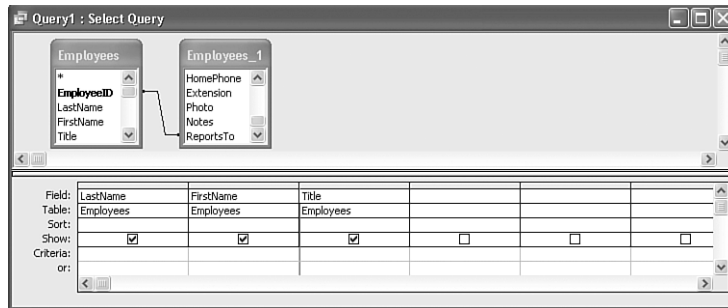 Query1 : Select Query
Employees
*
EmployeeID
LastName
FirstName
Title
Employees_1
HomePhone
Extension
Photo
Notes
ReportsTo
Field: LastName FirstName Title
Table: Employees Employees Employees
Sort:
Show:
Criteria:
or: